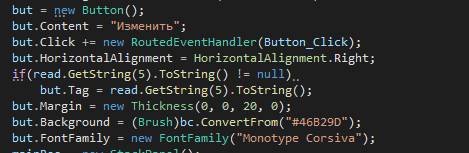 but = new Button();
but.Content = "Изменить";
but.Click += new RoutedEventHandler(Button_Click);
but.HorizontalAlignment = HorizontalAlignment.Right;
if(read.GetString(5).ToString() != null)
but.Tag = read.GetString(5).ToString();
but.Margin = new Thickness(0, 0, 20, 0);
but.Background = (Brush)bc.ConvertFrom("#46B29D");
but.FontFamily = new FontFamily("Monotype Corsiva");